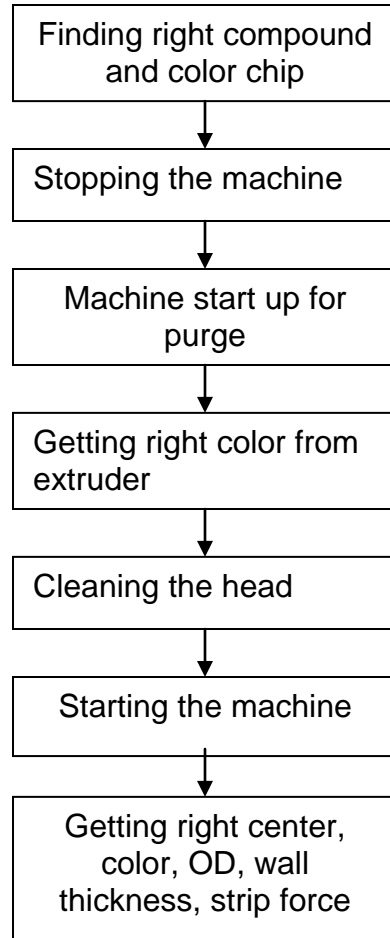 Finding right compound
and color chip
Stopping the machine
Machine start up for
purge
Getting right color from
extruder
Cleaning the head
Starting the machine
Getting right center,
color, OD, wall
thickness, strip force